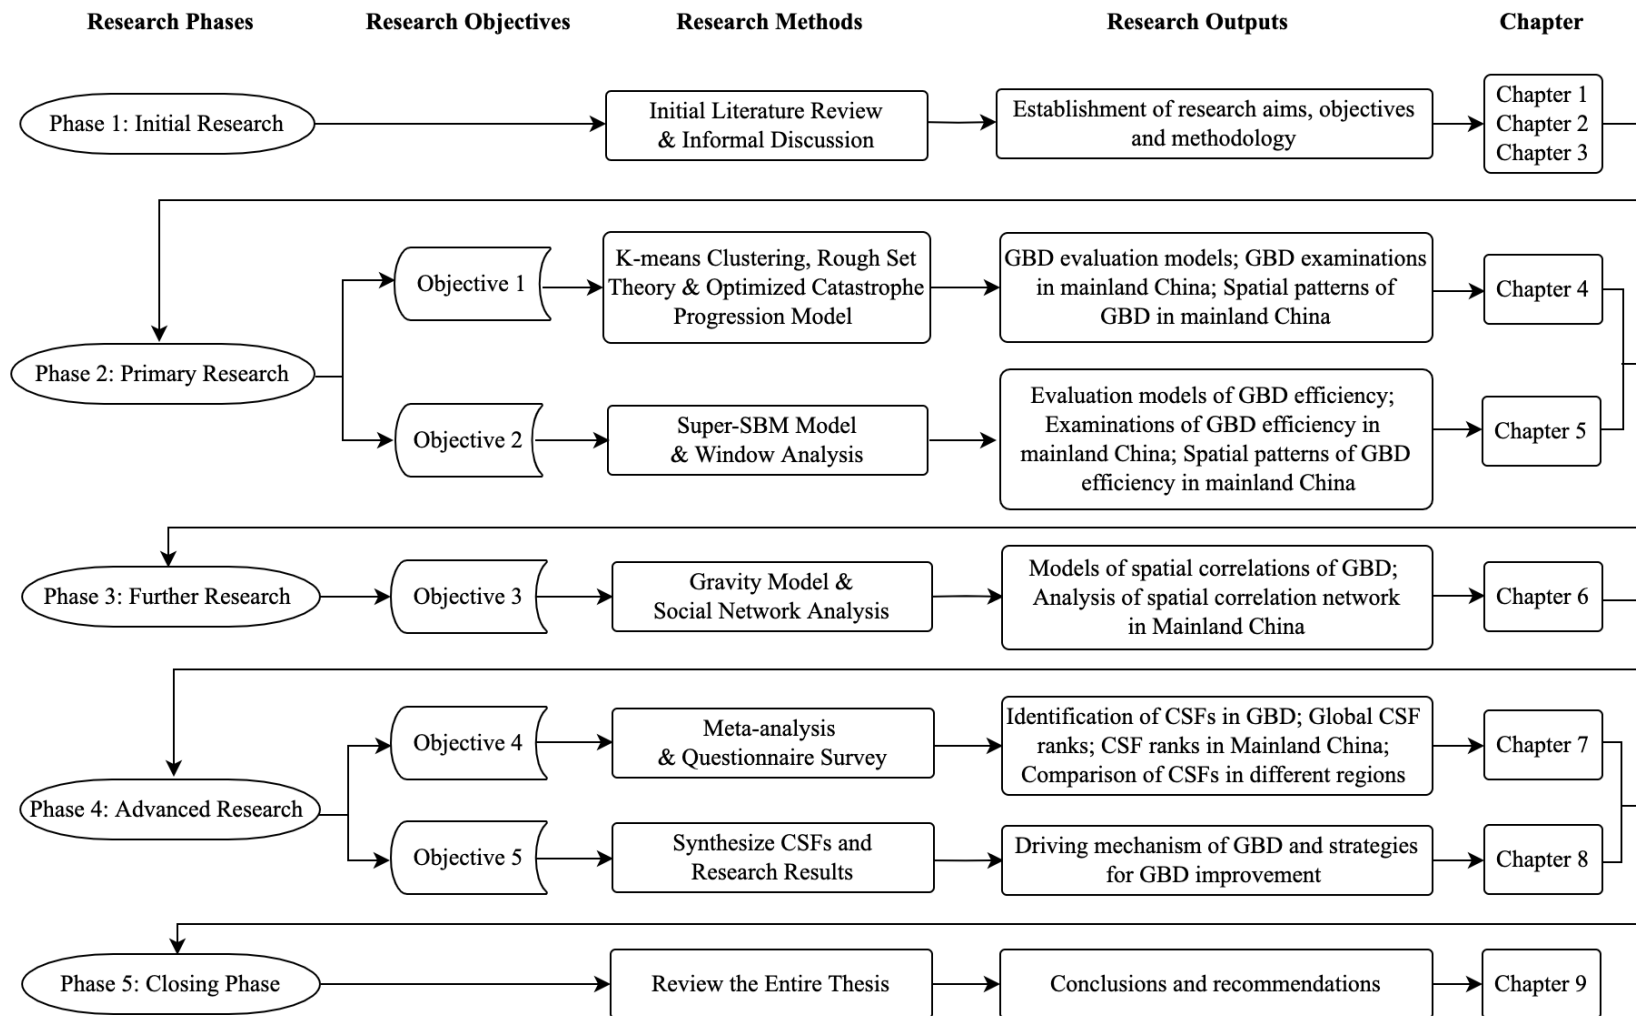 Research Phases
Research Objectives
Research Methods
Research Outputs
Chapter
Phase 1: Initial Research
Initial Literature Review
& Informal Discussion
Establishment of research aims, objectives
and methodology
Chapter 1
Chapter 2
Chapter 3
Phase 2: Primary Research
Objective 1
K-means Clustering, Rough Set
Theory & Optimized Catastrophe
Progression Model
GBD evaluation models; GBD examinations
in mainland China; Spatial patterns of
GBD in mainland China
Chapter 4
Objective 2
Super-SBM Model
& Window Analysis
Evaluation models of GBD efficiency;
Examinations of GBD efficiency in
mainland China; Spatial patterns of GBD
efficiency in mainland China
Chapter 5
Phase 3: Further Research
Objective 3
Gravity Model &
Social Network Analysis
Models of spatial correlations of GBD;
Analysis of spatial correlation network
in Mainland China
Chapter 6
Phase 4: Advanced Research
Objective 4
Meta-analysis
& Questionnaire Survey
Identification of CSFs in GBD; Global CSF
ranks; CSF ranks in Mainland China;
Comparison of CSFs in different regions
Chapter 7
Objective 5
Synthesize CSFs and
Research Results
Driving mechanism of GBD and strategies
for GBD improvement
Chapter 8
Phase 5: Closing Phase
Review the Entire Thesis
Conclusions and recommendations
Chapter 9